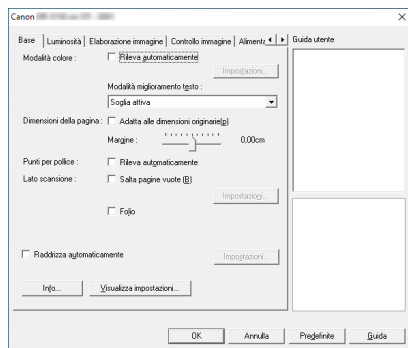 Canon
Base Luminosità Elaborazione immagine Controllo immagine Aliment
Guida utente
Modalità colore :
Rileva automaticamente
Impostazioni...
Modalità miglioramento testo :
Soglia attiva
Dimensioni della pagina :
Adatta alle dimensioni originarie(p)
Margine :
0,00cm
Punti per pollice :
Rileva automaticamente
Lato scansione :
Salta pagine vuote (B)
Impostazioni...
Folio
Raddrizza automaticamente
Impostazioni...
Info...
Visualizza impostazioni...
OK
Annulla
Predefinite
Guida